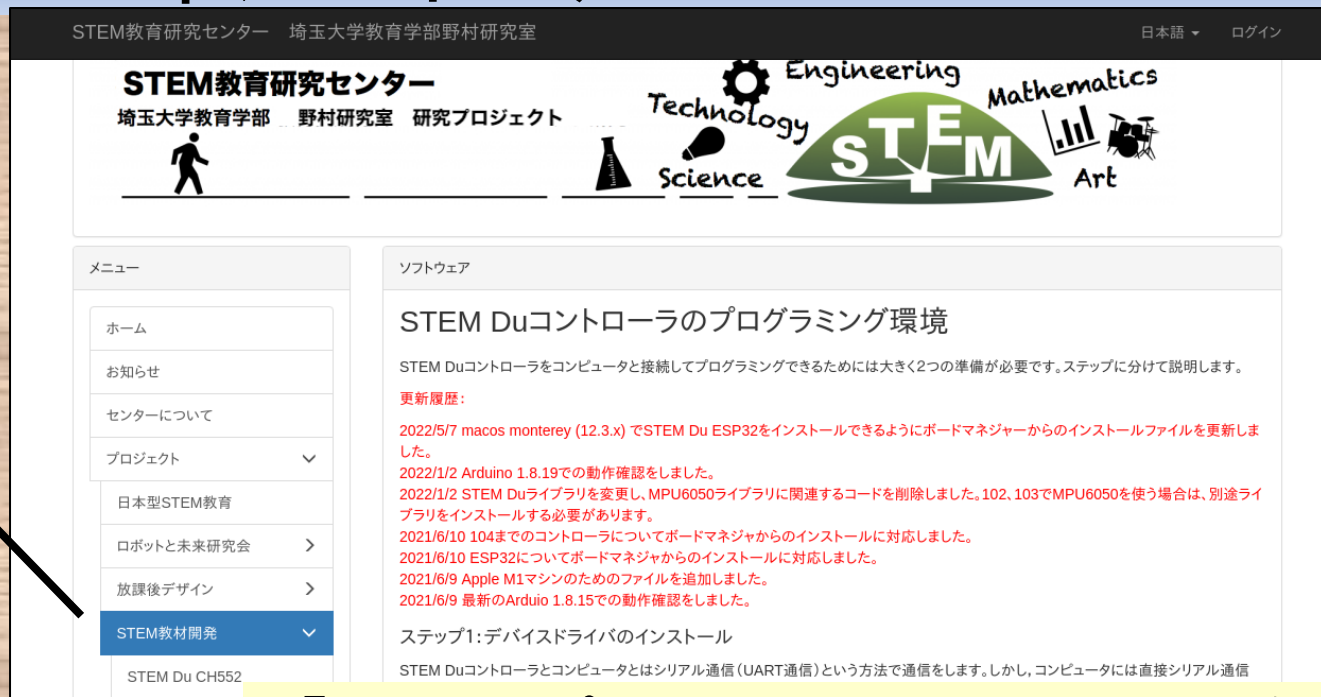 STEM教育研究センター 埼玉大学教育学部野村研究室
日本語 ログイン
STEM教育研究センター
埼玉大学教育学部 野村研究室 研究プロジェクト
Engineering
Technology
Mathematics
STEM
Science
Art
メニュー
ホーム
お知らせ
センターについて
プロジェクト
日本型STEM教育
ロボットと未来研究会
放課後デザイン
STEM教材開発
STEM Du CH552
ソフトウェア
STEM Duコントローラのプログラミング環境
STEM Duコントローラをコンピュータと接続してプログラミングできるためには大きく2つの準備が必要です。ステップに分けて説明します。
更新履歴：
2022/5/7 macos monterey (12.3.x) でSTEM Du ESP32をインストールできるようにボードマネジャーからのインストールファイルを更新しま
した。
2022/1/2 Arduino 1.8.19での動作確認をしました。
2022/1/2 STEM Duライブラリを変更し、MPU6050ライブラリに関連するコードを削除しました。102、103でMPU6050を使う場合は、別途ライ
ブラリをインストールする必要があります。
2021/6/10 104までのコントローラについてボードマネジャからのインストールに対応しました。
2021/6/10 ESP32についてボードマネジャからのインストールに対応しました。
2021/6/9 Apple M1マシンのためのファイルを追加しました。
2021/6/9 最新のArduio 1.8.15での動作確認をしました。
ステップ1：デバイスドライバのインストール
STEM Duコントローラとコンピュータとはシリアル通信（UART通信）という方法で通信をします。しかし，コンピュータには直接シリアル通信